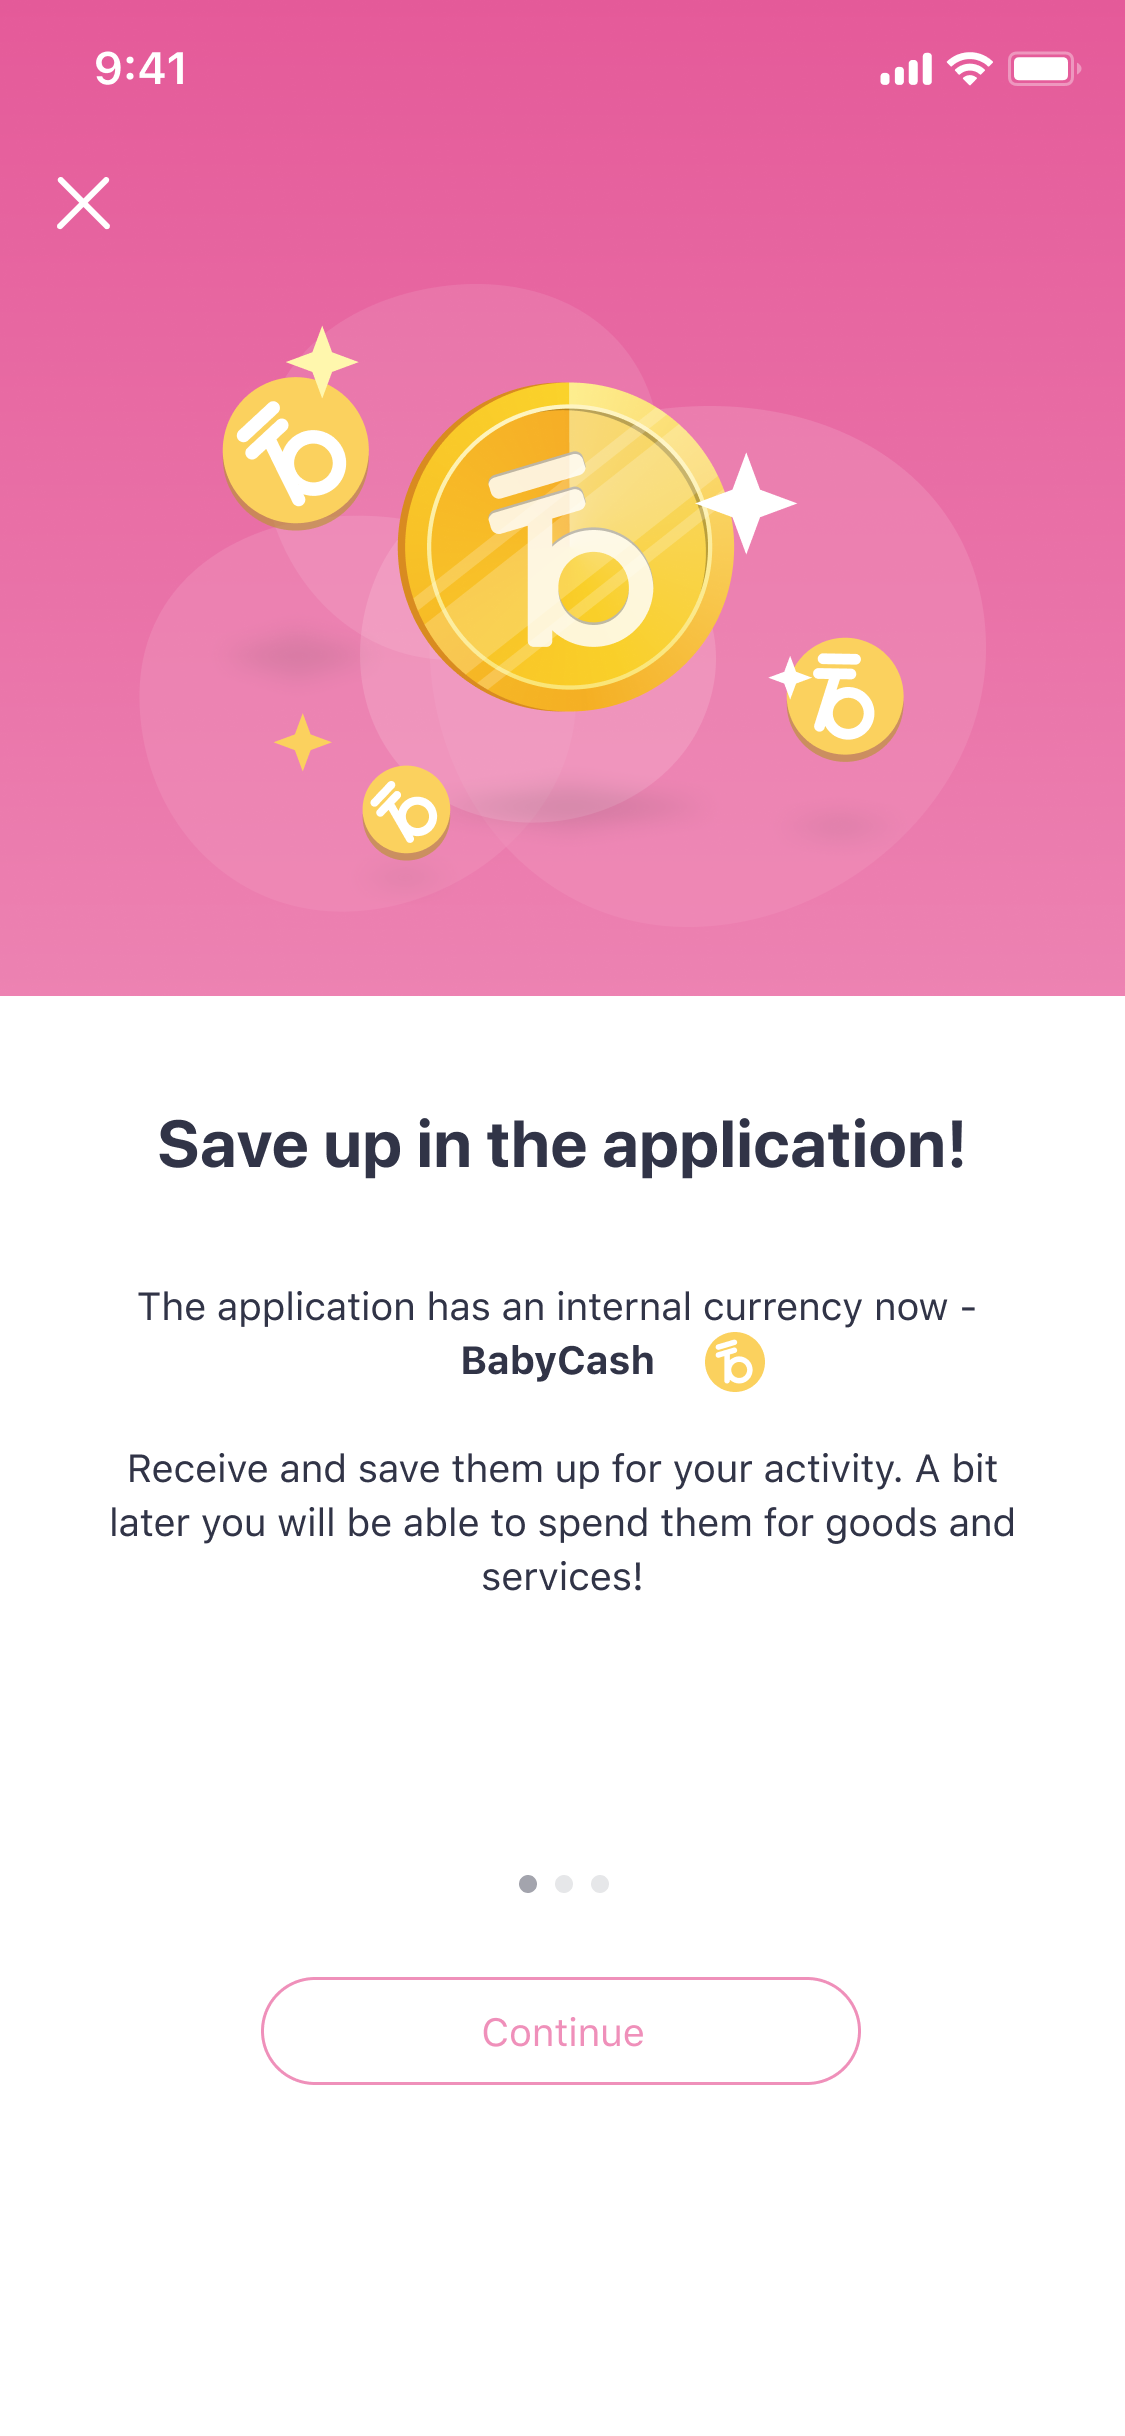 9:41
Save up in the application!
The application has an internal currency now -
BabyCash
Receive and save them up for your activity. A bit
later you will be able to spend them for goods and
services!
Continue